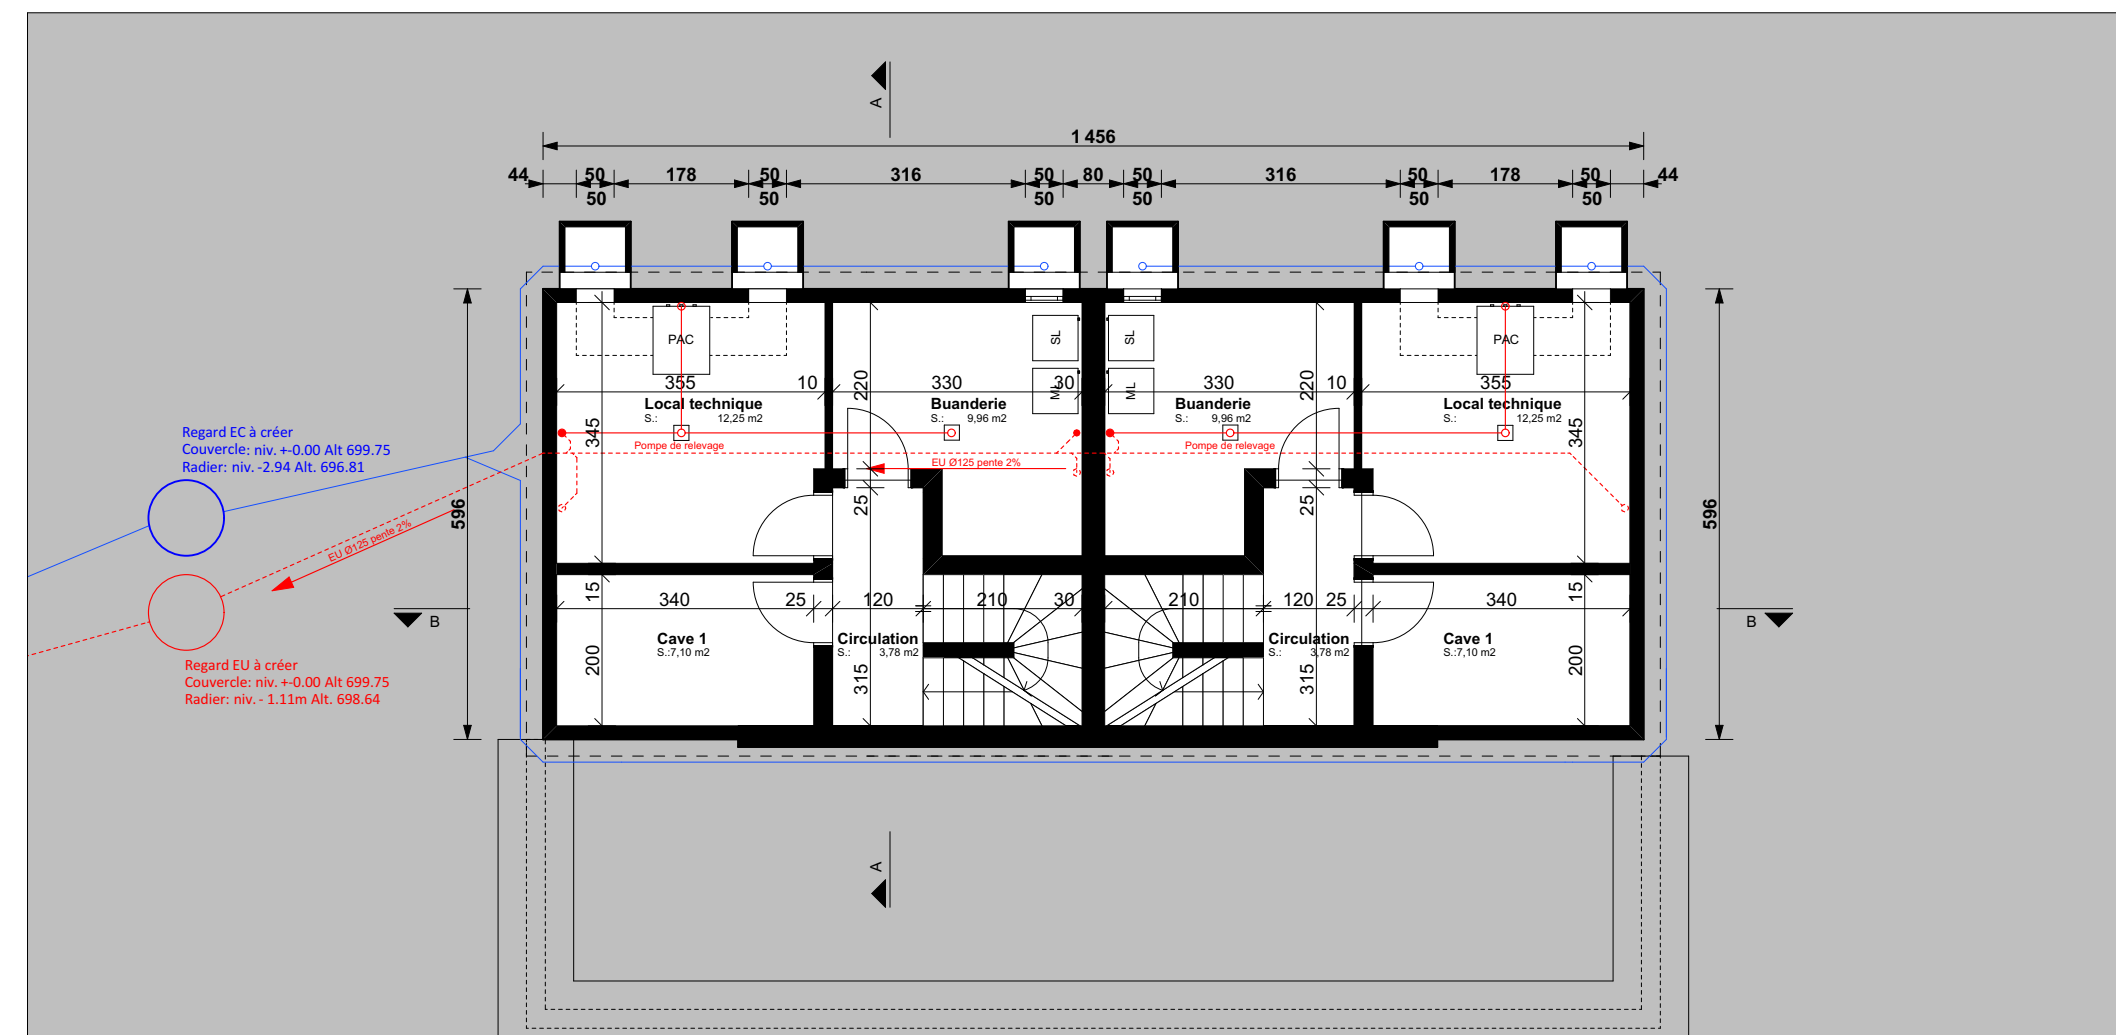 A
1 456
44 50 178 50 316 50 80 50 316 50 178 50 44
50 50 50 50 50 50
PAC
SL
SL
PAC
355 10 220 330 30 ML
ML 330 220 10 355
Local technique
S.: 12,25 m2
Buanderie
S.: 9,96 m2
Buanderie
S.: 9,96 m2
Local technique
S.: 12,25 m2
345
345
Pompe de relevage
Pompe de relevage
EU Ø125 pente 2%
Regard EC à créer
Couvercle: niv. +-0.00 Alt 699.75
Radier: niv. -2.94 Alt. 696.81
596
25
25
596
EU Ø125 pente 2%
15
340 25 120 210 30
210 120 25 340
15
B
B
Cave 1
S.:7,10 m2
Circulation
S.: 3,78 m2
Circulation
S.: 3,78 m2
Cave 1
S.:7,10 m2
200
315
315
200
Regard EU à créer
Couvercle: niv. +-0.00 Alt 699.75
Radier: niv. - 1.11m Alt. 698.64
A